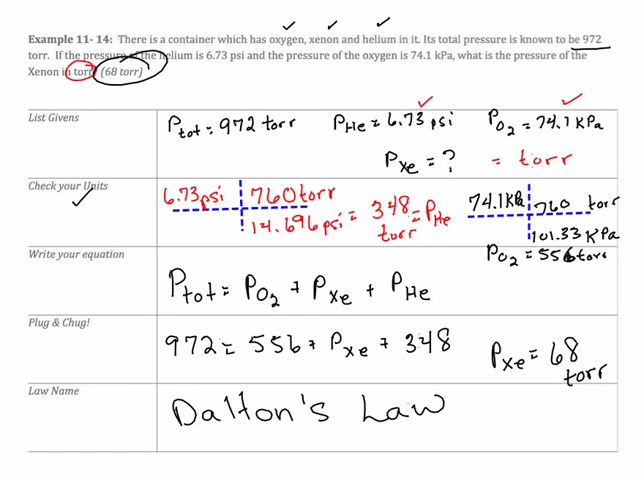 Example 11- 14: There is a container which has oxygen, xenon and helium in it. Its total pressure is known to be 972
torr. If the pressure of the helium is 6.73 psi and the pressure of the oxygen is 74.1 kPa, what is the pressure of the
Xenon in torr? (68 torr)
List Givens
Ptot = 972 torr PHe = 6.73 psi PO2 = 74.1 KPa
PXe = ? = torr
Check your Units
6.73 psi 760 torr
14.696 psi = 348 torr = PHe
74.1 KPa 760 torr
101.33 KPa
PO2 = 556 torr
Write your equation
Ptot = PO2 + PXe + PHe
Plug & Chug!
972 = 556 + PXe + 348
PXe = 68
torr
Law Name
Dalton's Law